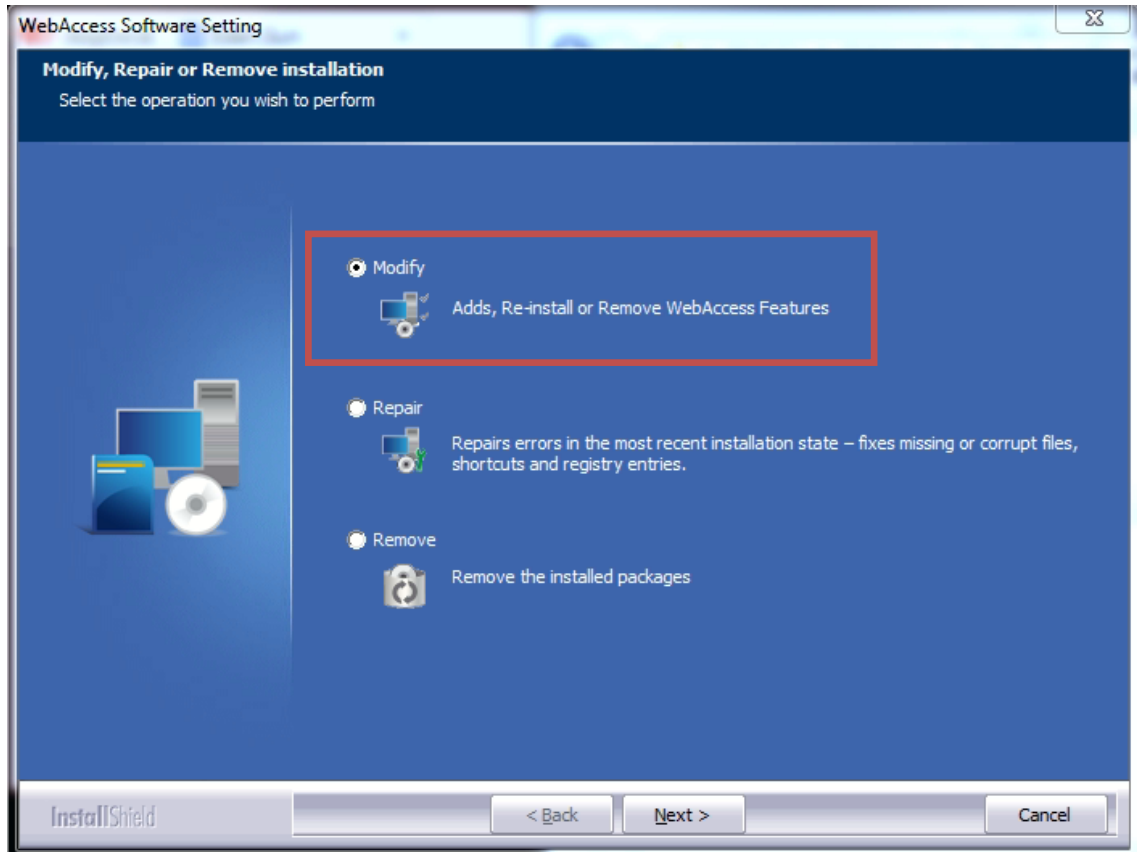 WebAccess Software Setting
Modify, Repair or Remove installation
Select the operation you wish to perform
Modify
Adds, Re-install or Remove WebAccess Features
Repair
Repairs errors in the most recent installation state – fixes missing or corrupt files,
shortcuts and registry entries.
Remove
Remove the installed packages
InstallShield
< Back
Next >
Cancel